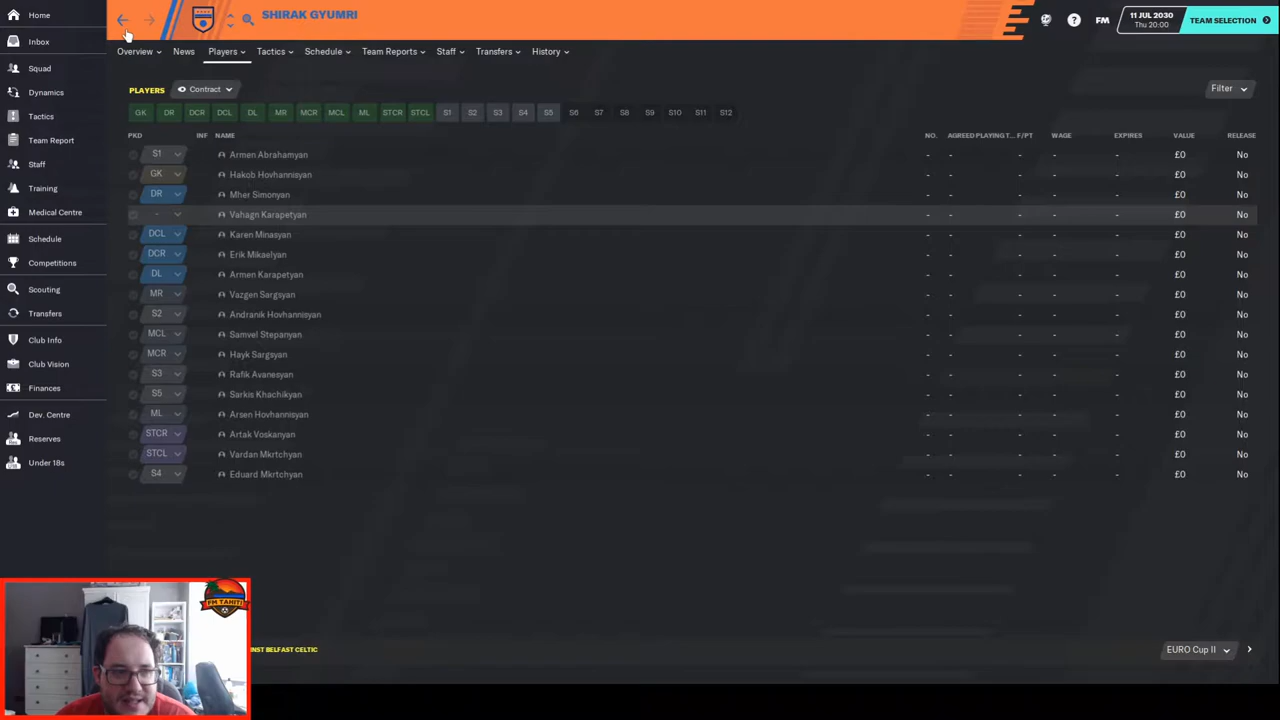 SHIRAK GYUMRI
11 JUL 2030
Thu 20:00
TEAM SELECTION
FM
Home
Inbox
Squad
Dynamics
Tactics
Team Report
Staff
Training
Medical Centre
Schedule
Competitions
Scouting
Transfers
Club Info
Club Vision
Finances
Dev. Centre
Reserves
Under 18s
Overview News Players Tactics Schedule Team Reports Staff Transfers History
PLAYERS Contract Filter
GK DR DCR DCL DL MR MCR MCL ML STCR STCL S1 S2 S3 S4 S5 S6 S7 S8 S9 S10 S11 S12
PKD INF NAME NO. AGREED PLAYING T... F/PT WAGE EXPIRES VALUE RELEASE
S1 Armen Abrahamyan - - - - - £0 No
GK Hakob Hovhannisyan - - - - - £0 No
DR Mher Simonyan - - - - - £0 No
- Vahagn Karapetyan - - - - - £0 No
DCL Karen Minasyan - - - - - £0 No
DCR Erik Mikaelyan - - - - - £0 No
DL Armen Karapetyan - - - - - £0 No
MR Vazgen Sargsyan - - - - - £0 No
S2 Andranik Hovhannisyan - - - - - £0 No
MCL Samvel Stepanyan - - - - - £0 No
MCR Hayk Sargsyan - - - - - £0 No
S3 Rafik Avanesyan - - - - - £0 No
S5 Sarkis Khachikyan - - - - - £0 No
ML Arsen Hovhannisyan - - - - - £0 No
STCR Artak Voskanyan - - - - - £0 No
STCL Vardan Mkrtchyan - - - - - £0 No
S4 Eduard Mkrtchyan - - - - - £0 No
INST BELFAST CELTIC
EURO Cup II
FM TAHITI